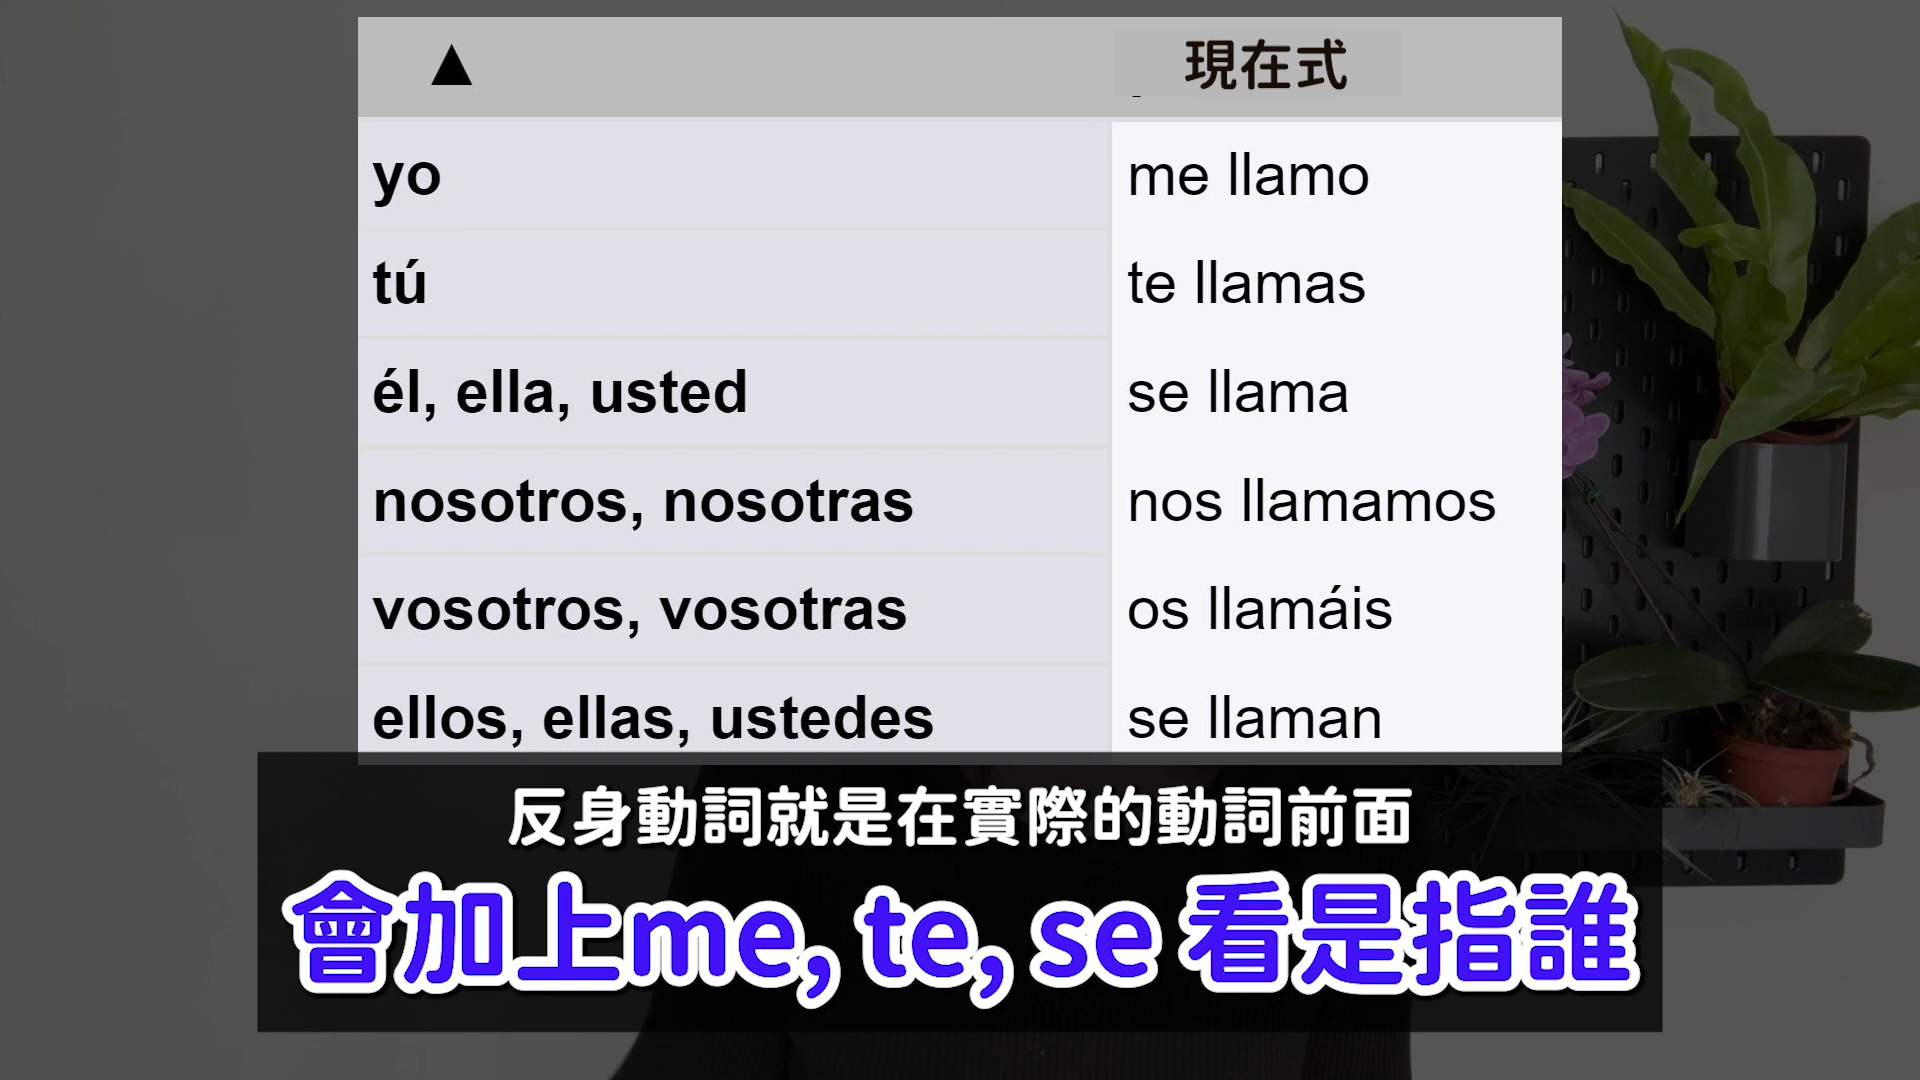 ▲ 現在式
yo me llamo
tú te llamas
él, ella, usted se llama
nosotros, nosotras nos llamamos
vosotros, vosotras os llamáis
ellos, ellas, ustedes se llaman
反身動詞就是在實際的動詞前面
會加上me, te, se 看是指誰